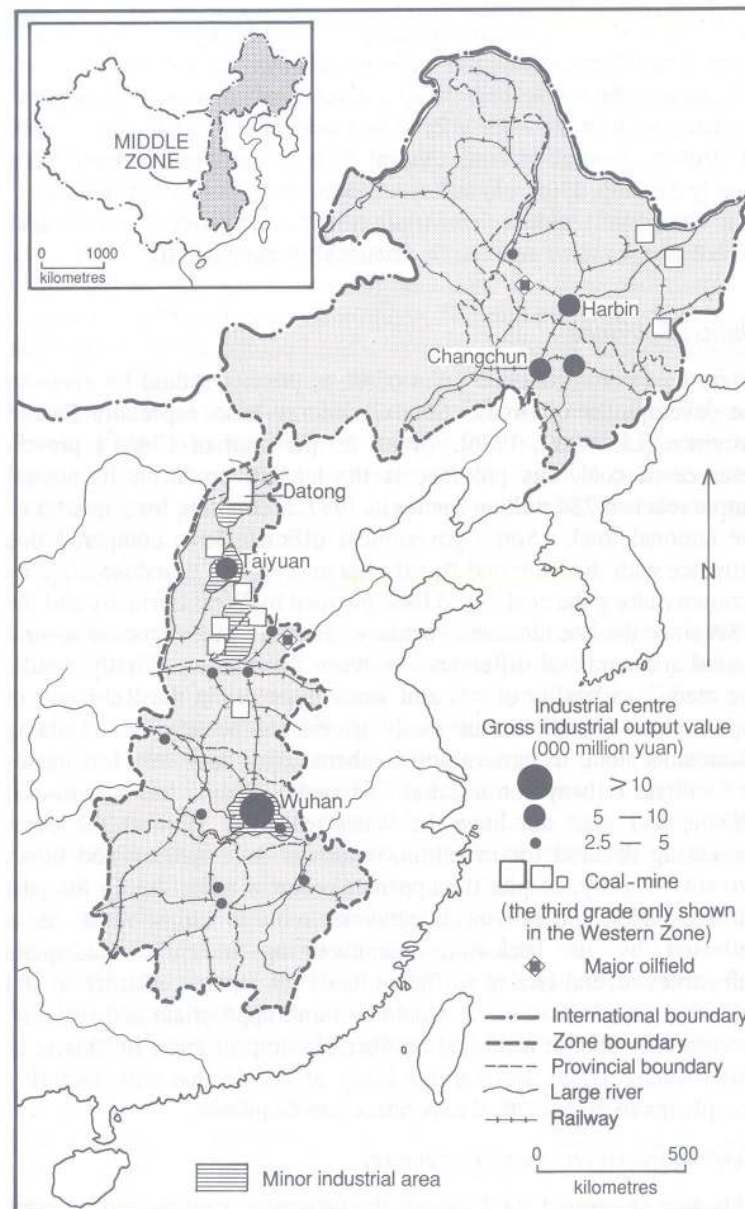 MIDDLE
ZONE
0 1000
kilometres
Harbin
Changchun
Datong
Taiyuan
Wuhan
N
Industrial centre
Gross industrial output value
(000 million yuan)
> 10
5 – 10
2.5 – 5
Coal-mine
(the third grade only shown
in the Western Zone)
Major oilfield
International boundary
Zone boundary
Provincial boundary
Large river
Railway
0 500
kilometres
Minor industrial area